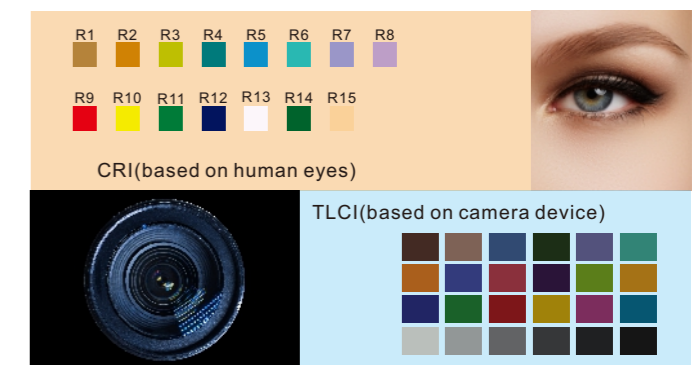 R1 R2 R3 R4 R5 R6 R7 R8
R9 R10 R11 R12 R13 R14 R15
CRI(based on human eyes)
TLCI(based on camera device)